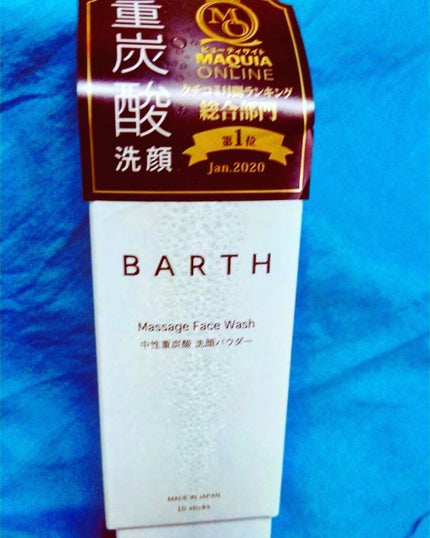 重炭酸
洗顔
MO
ビューティサイト
MAQUIA
ONLINE
クチコミ月間ランキング
総合部門
第1位
Jan.2020
BARTH
Massage Face Wash
中性重炭酸 洗顔パウダー
MADE IN JAPAN
10 sticks